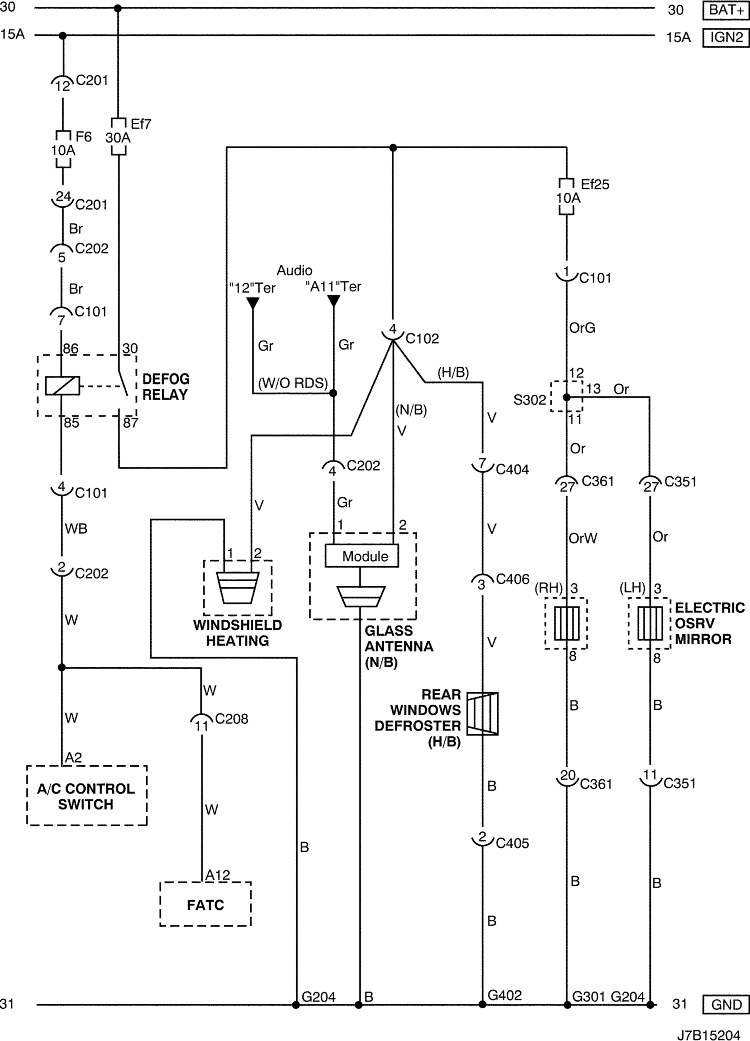 30
30 BAT+
15A
15A IGN2
12 C201
F6
10A
Ef7
30A
24
C201
Br
5 C202
Br
C101
7
86 30
DEFOG
RELAY
85 87
4 C101
WB
2 C202
W
W W
11 C208
A2
A/C CONTROL
SWITCH
W
A12
FATC
Audio
"12"Ter "A11"Ter
Gr Gr
(W/O RDS)
4 C102
(H/B)
(N/B)
V
V
4 C202
Gr
V
1 2
WINDSHIELD
HEATING
1 2
Module
GLASS
ANTENNA
(N/B)
7 C404
V
C406
3
V
REAR
WINDOWS
DEFROSTER
(H/B)
B
2 C405
B
B
Ef25
10A
1 C101
OrG
12
S302
13 Or
11
Or
27 C361
27 C351
OrW Or
(RH) 3
(LH) 3
ELECTRIC
OSRV
MIRROR
8 8
B B
20 C361
11 C351
B B
31
G204 B G402 G301 G204
31 GND
J7B15204